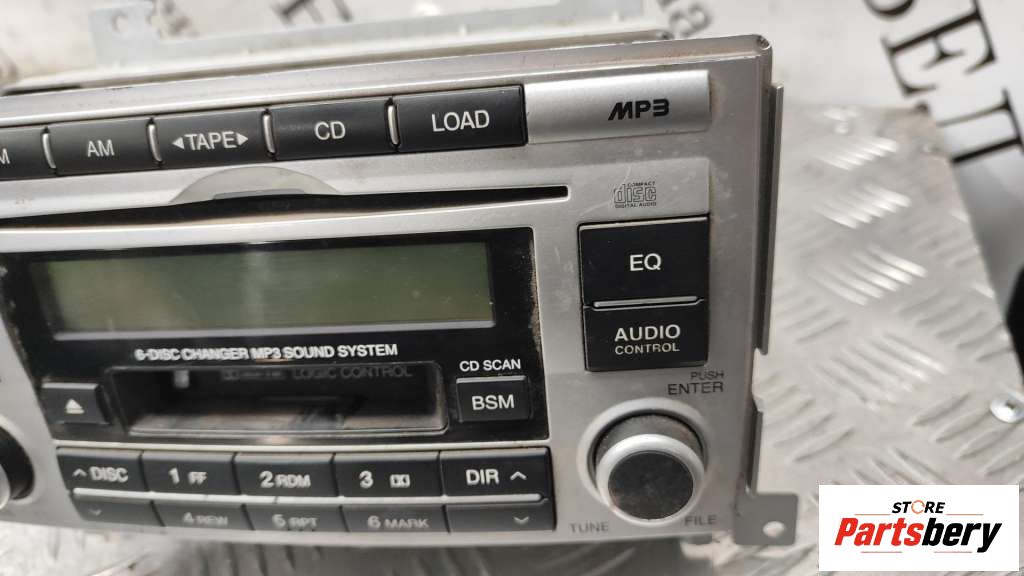 AM
◀TAPE▶
CD
LOAD
MP3
COMPACT
disc
DIGITAL AUDIO
EQ
AUDIO
CONTROL
6-DISC CHANGER MP3 SOUND SYSTEM
LOGIC CONTROL
CD SCAN
BSM
PUSH
ENTER
DISC
1 FF
2 RDM
3
DIR
4 REW
5 RPT
6 MARK
TUNE
FILE
STORE
Partsbery